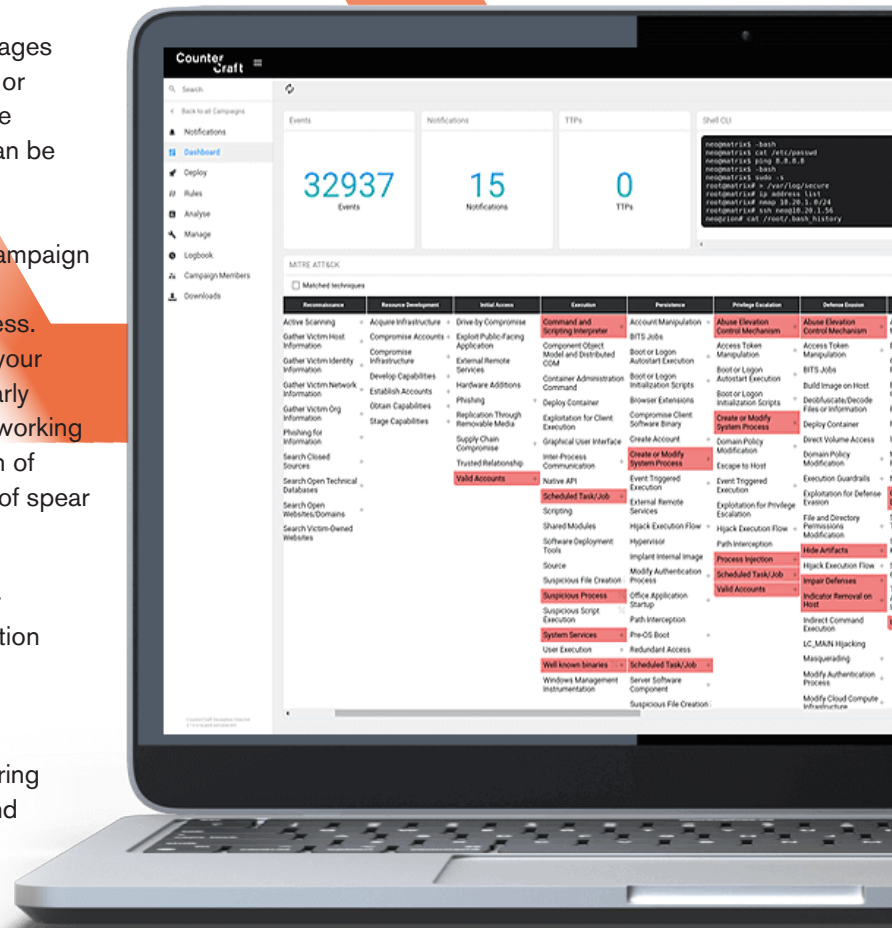 ages
or
e
an be
ampaign
ess.
your
arly
working
n of
of spear
tion
ring
nd
Counter
Craft
Search
Back to all Campaigns
Notifications
Dashboard
Deploy
Rules
Analyse
Manage
Logbook
Campaign Members
Downloads
Events
32937
Events
Notifications
15
Notifications
TTPs
0
TTPs
Shell CLI
neo@matrix$ -bash
neo@matrix$ cat /etc/passwd
neo@matrix$ ping 8.8.8.8
neo@matrix$ -bash
neo@matrix$ sudo -s
root@matrix# > /var/log/secure
root@matrix# ip address list
root@matrix# nmap 10.20.1.0/24
root@matrix# ssh neo@10.20.1.56
neo@zion# cat /root/.bash_history
MITRE ATT&CK
Matched techniques
Reconnaissance
Active Scanning
Gather Victim Host
Information
Gather Victim Identity
Information
Gather Victim Network
Information
Gather Victim Org
Information
Phishing for
Information
Search Closed
Sources
Search Open Technical
Databases
Search Open
Websites/Domains
Search Victim-Owned
Websites
Resource Development
Acquire Infrastructure
Compromise Accounts
Compromise
Infrastructure
Develop Capabilities
Establish Accounts
Obtain Capabilities
Stage Capabilities
Initial Access
Drive-by Compromise
Exploit Public-Facing
Application
External Remote
Services
Hardware Additions
Phishing
Replication Through
Removable Media
Supply Chain
Compromise
Trusted Relationship
Valid Accounts
Execution
Command and
Scripting Interpreter
Component Object
Model and Distributed
COM
Container Administration
Command
Deploy Container
Exploitation for Client
Execution
Graphical User Interface
Inter-Process
Communication
Native API
Scheduled Task/Job
Scripting
Shared Modules
Software Deployment
Tools
Source
Suspicious File Creation
Suspicious Process
Suspicious Script
Execution
System Services
User Execution
Well known binaries
Windows Management
Instrumentation
Persistence
Account Manipulation
BITS Jobs
Boot or Logon
Autostart Execution
Boot or Logon
Initialization Scripts
Browser Extensions
Compromise Client
Software Binary
Create Account
Create or Modify
System Process
Event Triggered
Execution
External Remote
Services
Hijack Execution Flow
Hypervisor
Implant Internal Image
Modify Authentication
Process
Office Application
Startup
Path Interception
Pre-OS Boot
Redundant Access
Scheduled Task/Job
Server Software
Component
Suspicious File Creation
Privilege Escalation
Abuse Elevation
Control Mechanism
Access Token
Manipulation
Boot or Logon
Autostart Execution
Boot or Logon
Initialization Scripts
Create or Modify
System Process
Domain Policy
Modification
Escape to Host
Event Triggered
Execution
Exploitation for Privilege
Escalation
Hijack Execution Flow
Path Interception
Process Injection
Scheduled Task/Job
Valid Accounts
Defense Evasion
Abuse Elevation
Control Mechanism
Access Token
Manipulation
BITS Jobs
Build Image on Host
Deobfuscate/Decode
Files or Information
Deploy Container
Direct Volume Access
Domain Policy
Modification
Execution Guardrails
Exploitation for Defense
Evasion
File and Directory
Permissions
Modification
Hide Artifacts
Hijack Execution Flow
Impair Defenses
Indicator Removal on
Host
Indirect Command
Execution
LC_MAIN Hijacking
Masquerading
Modify Authentication
Process
Modify Cloud Compute
Infrastructure